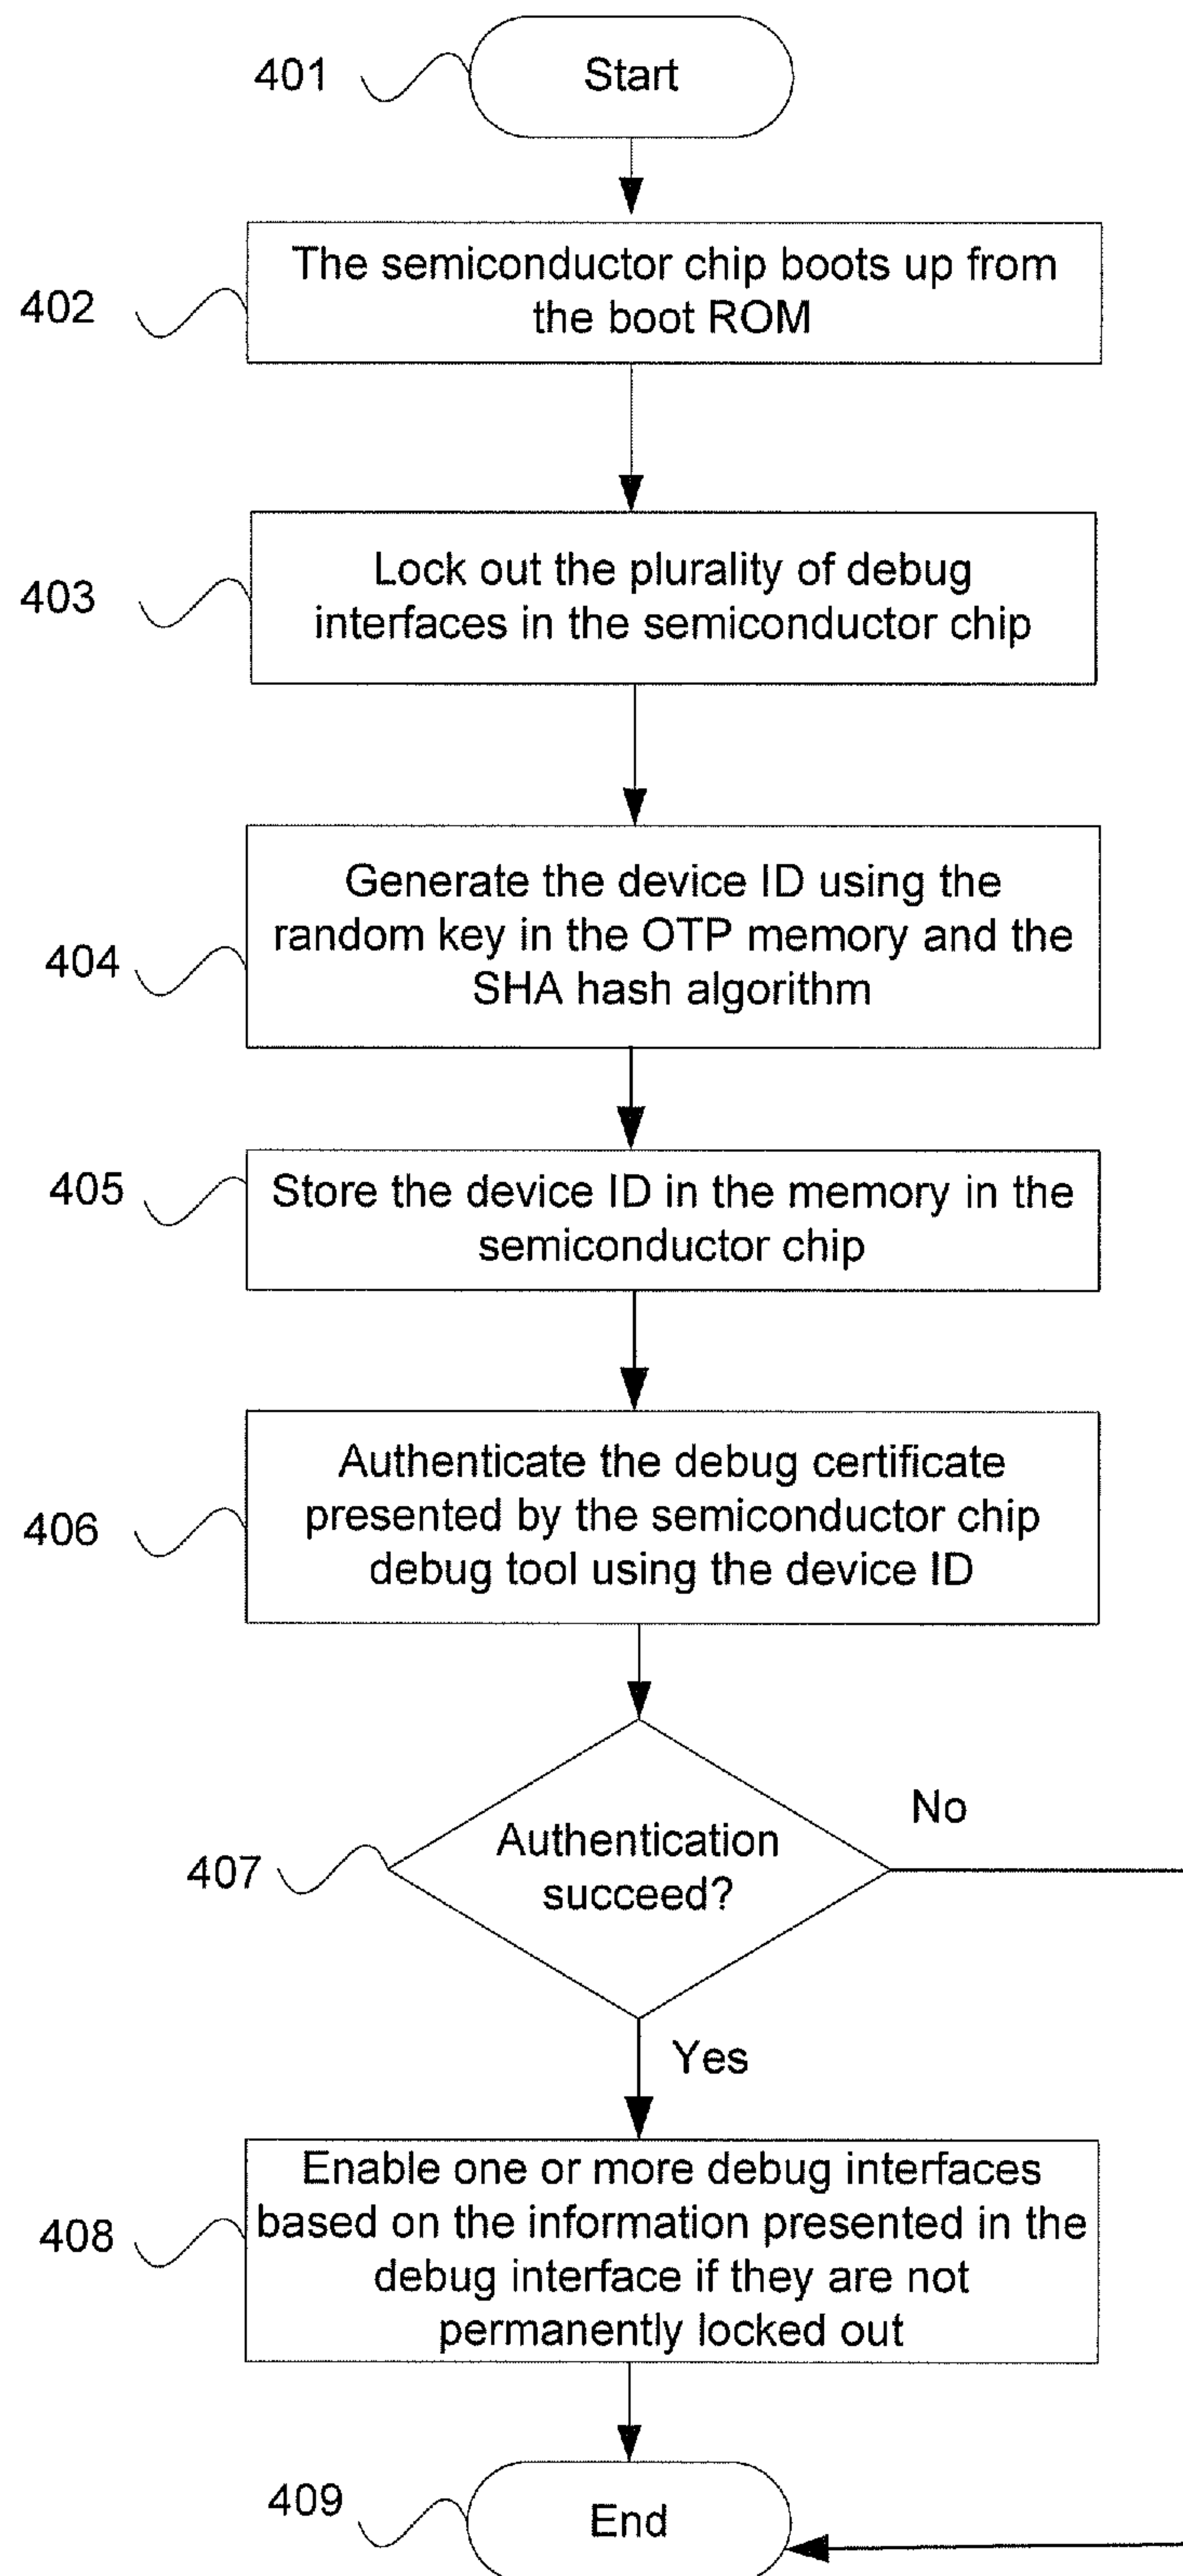 401
Start
402
The semiconductor chip boots up from
the boot ROM
403
Lock out the plurality of debug
interfaces in the semiconductor chip
404
Generate the device ID using the
random key in the OTP memory and the
SHA hash algorithm
405
Store the device ID in the memory in the
semiconductor chip
406
Authenticate the debug certificate
presented by the semiconductor chip
debug tool using the device ID
407
Authentication
succeed?
No
Yes
408
Enable one or more debug interfaces
based on the information presented in the
debug interface if they are not
permanently locked out
409
End